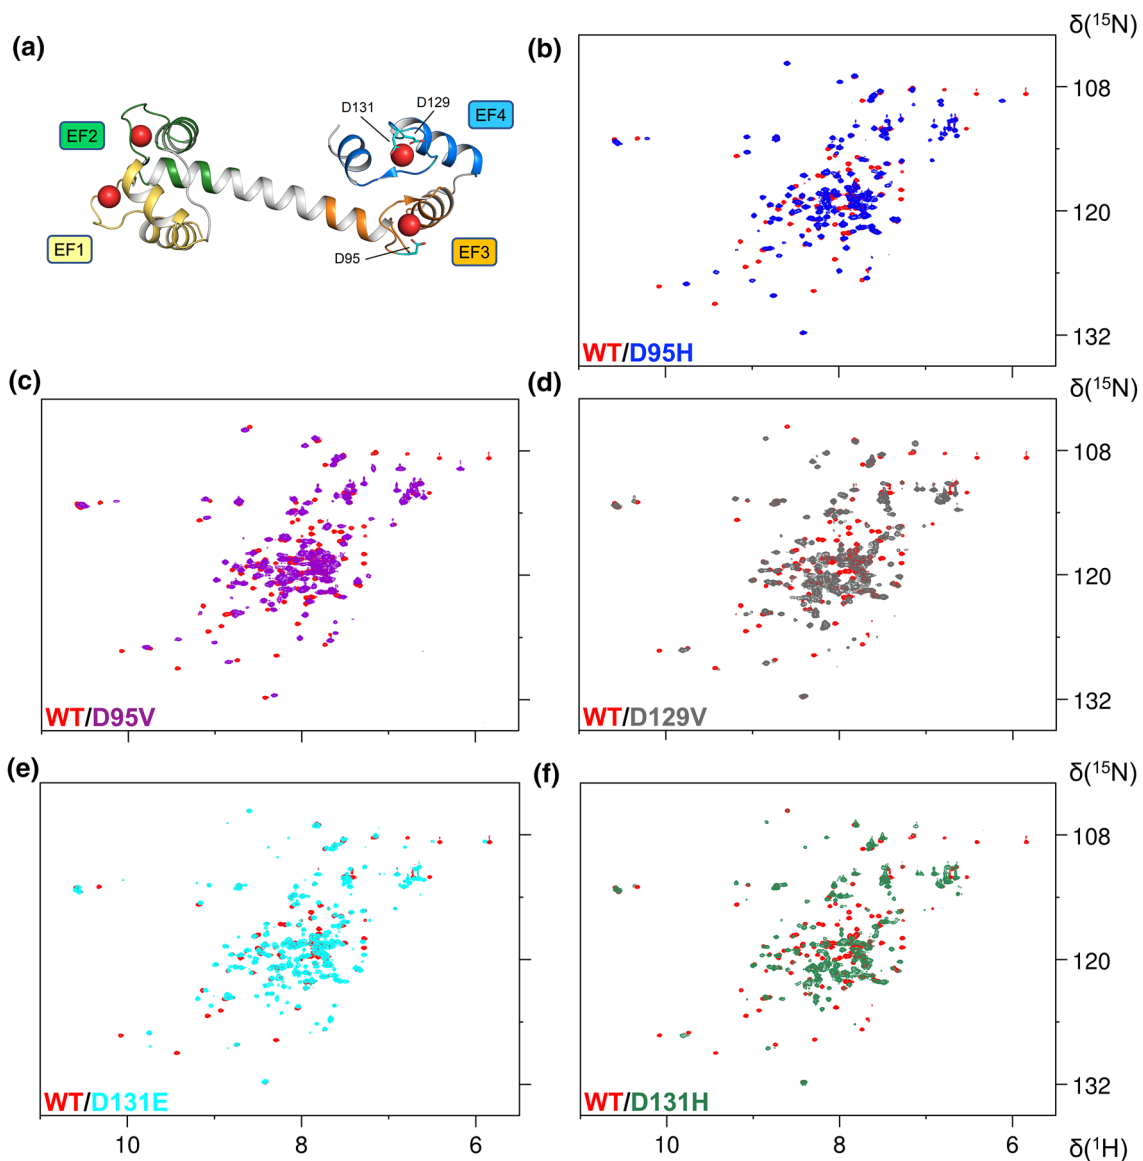 (a)
D131
D129
EF4
EF2
EF1
D95
EF3
(b)
δ(¹⁵N)
108
120
132
WT/D95H
(c)
WT/D95V
(d)
δ(¹⁵N)
108
120
132
WT/D129V
(e)
WT/D131E
10
8
6
(f)
δ(¹⁵N)
108
120
132
WT/D131H
10
8
6
δ(¹H)